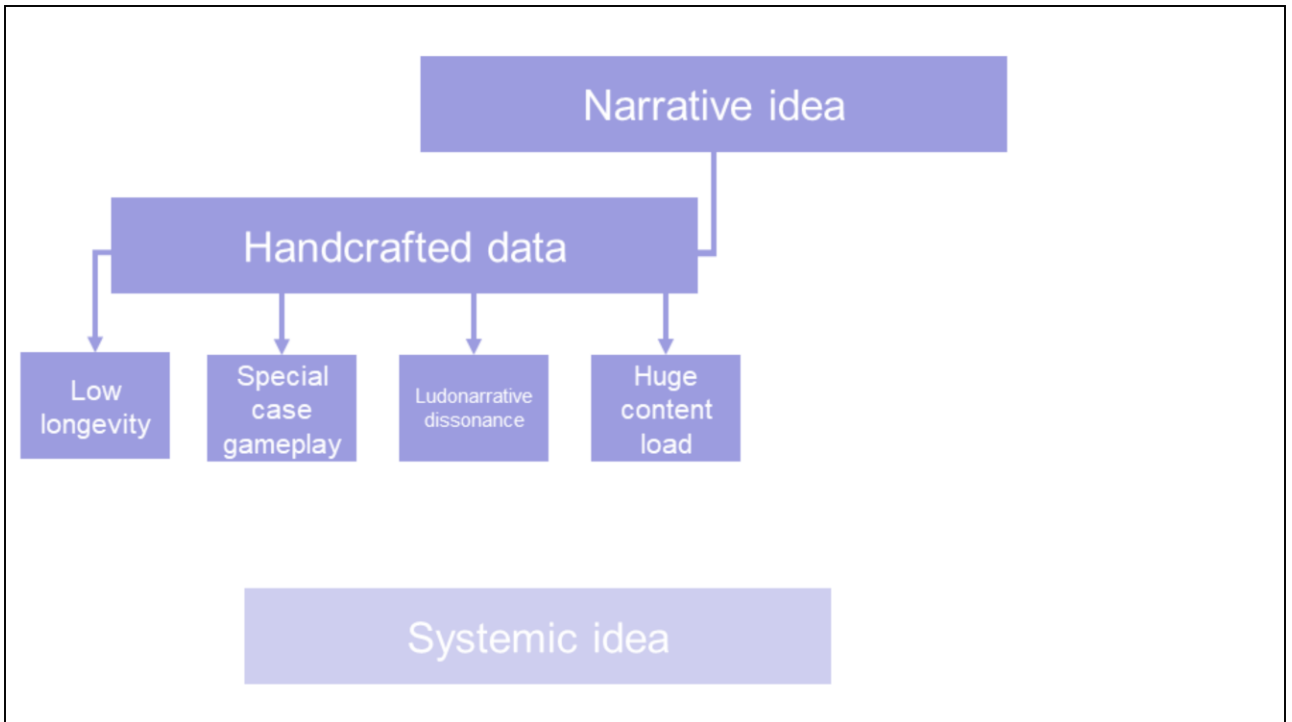 Narrative idea
Handcrafted data
Low
longevity
Special
case
gameplay
Ludonarrative
dissonance
Huge
content
load
Systemic idea